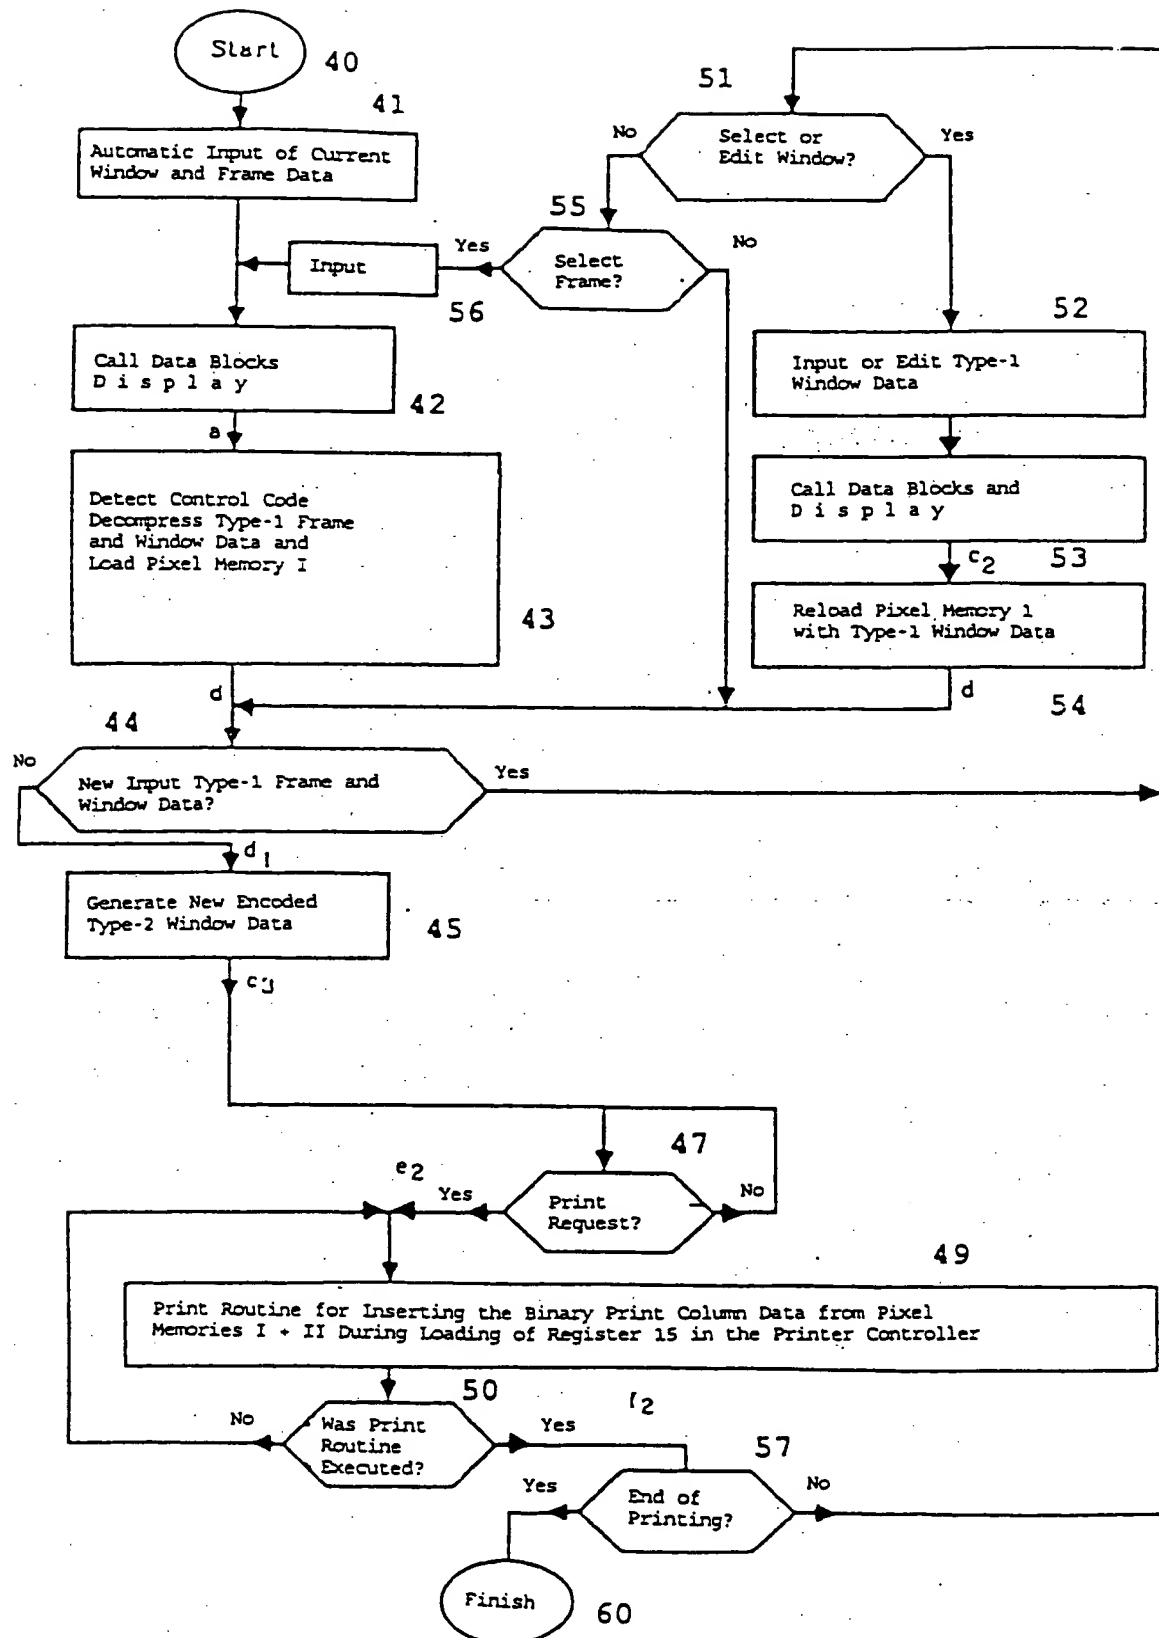 Start
40
41
Automatic Input of Current
Window and Frame Data
51
Select or
Edit Window?
No
Yes
55
Select
Frame?
Yes
No
Input
56
52
Input or Edit Type-1
Window Data
Call Data Blocks
D i s p l a y
42
a
Call Data Blocks and
D i s p l a y
53
c2
Detect Control Code
Decompress Type-1 Frame
and Window Data and
Load Pixel Memory I
43
Reload Pixel Memory 1
with Type-1 Window Data
54
d
d
44
No
New Input Type-1 Frame and
Window Data?
Yes
d1
Generate New Encoded
Type-2 Window Data
45
c3
47
e2
Yes
Print
Request?
No
49
Print Routine for Inserting the Binary Print Column Data from Pixel
Memories I + II During Loading of Register 15 in the Printer Controller
50
No
Was Print
Routine
Executed?
Yes
57
Yes
End of
Printing?
No
Finish
60